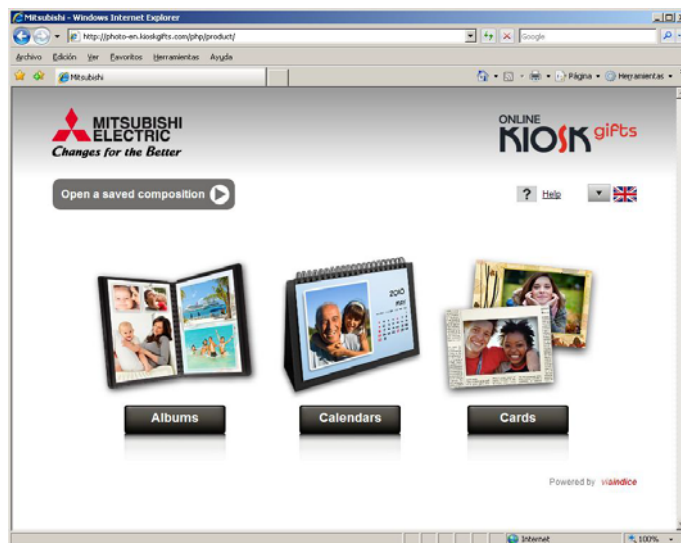 Mitsubishi - Windows Internet Explorer
http://photo-en.kioskgifts.com/php/product/
Google
Archivo Edición Ver Favoritos Herramientas Ayuda
Mitsubishi
Página
Herramientas
MITSUBISHI
ELECTRIC
Changes for the Better
ONLINE
KIOSK gifts
Open a saved composition
? Help
2010
MAY
Albums
Calendars
Cards
Powered by viaindice
Internet
100%